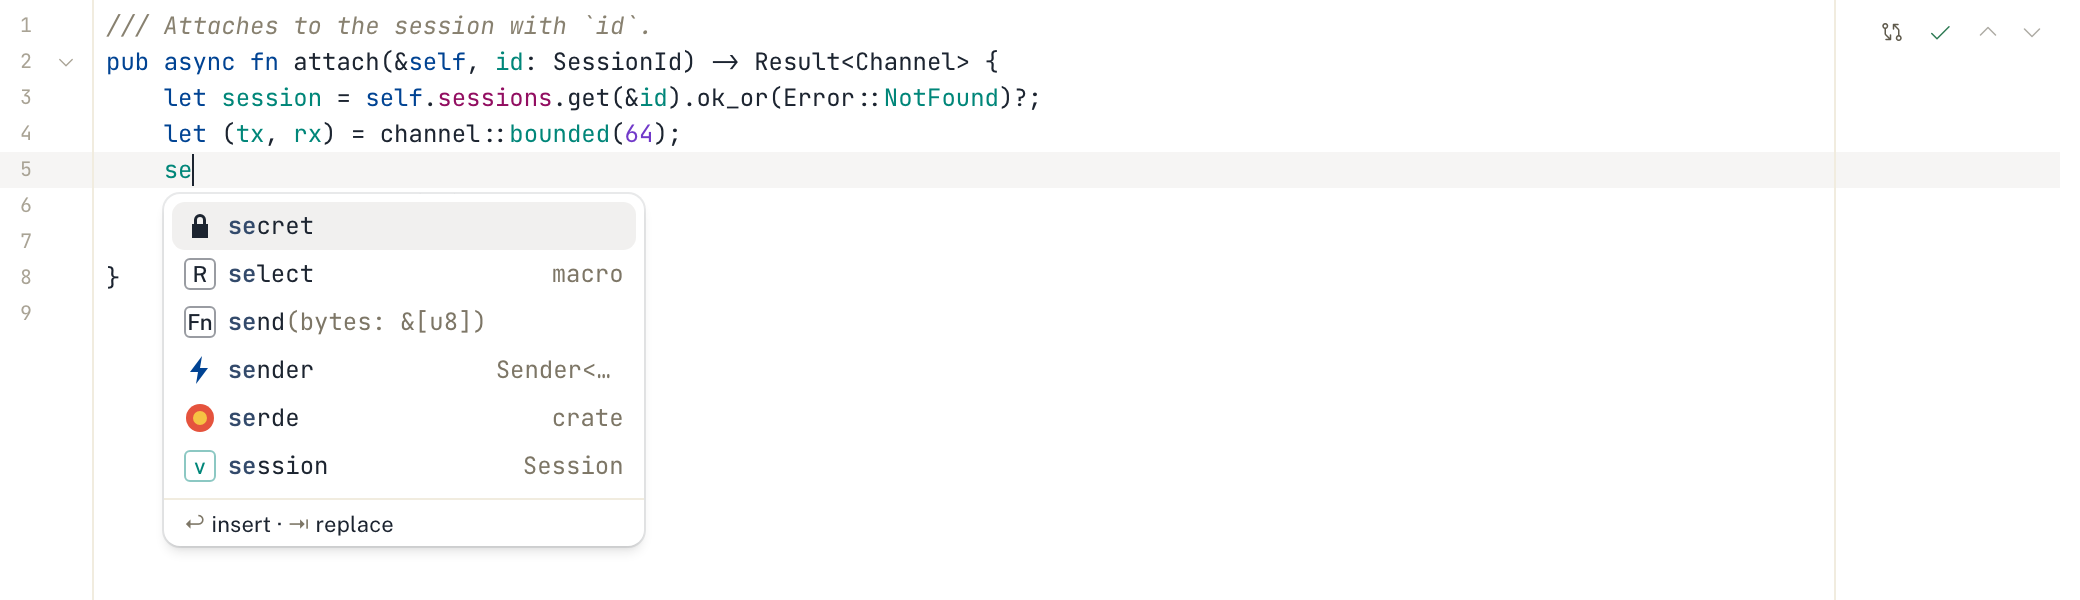 1 /// Attaches to the session with `id`.
2 pub async fn attach(&self, id: SessionId) -> Result<Channel> {
3 let session = self.sessions.get(&id).ok_or(Error::NotFound)?;
4 let (tx, rx) = channel::bounded(64);
5 se
6
secret
7
R select macro
8 }
Fn send(bytes: &[u8])
9
sender Sender<…
serde crate
v session Session
↩ insert · ⇥ replace